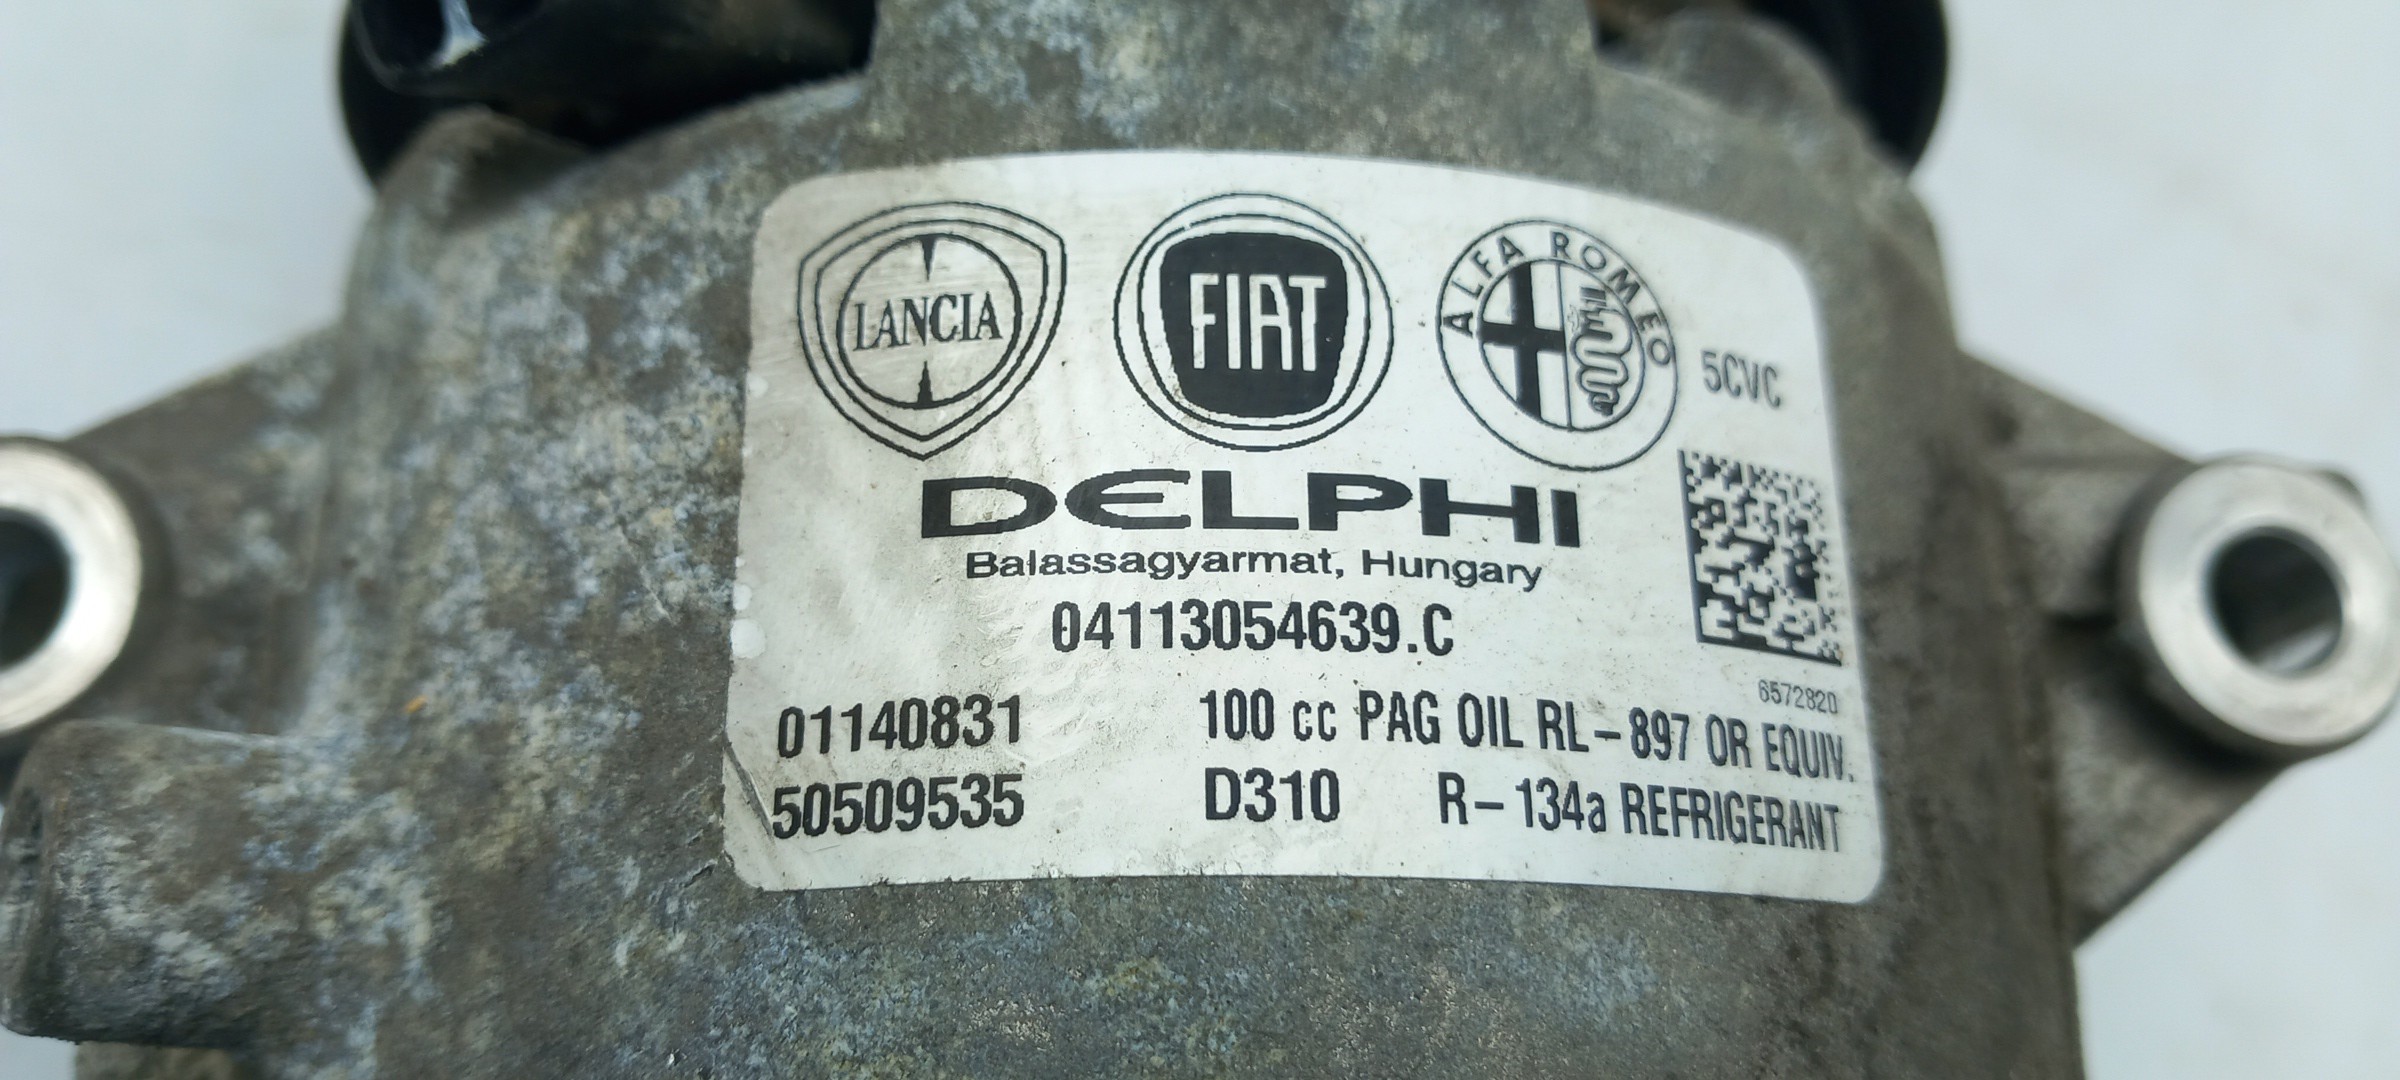 LANCIA
FIAT
ALFA ROMEO
5CVC
DELPHI
Balassagyarmat, Hungary
04113054639.C
6572820
01140831 100 cc PAG OIL RL-897 OR EQUIV.
50509535 D310 R-134a REFRIGERANT